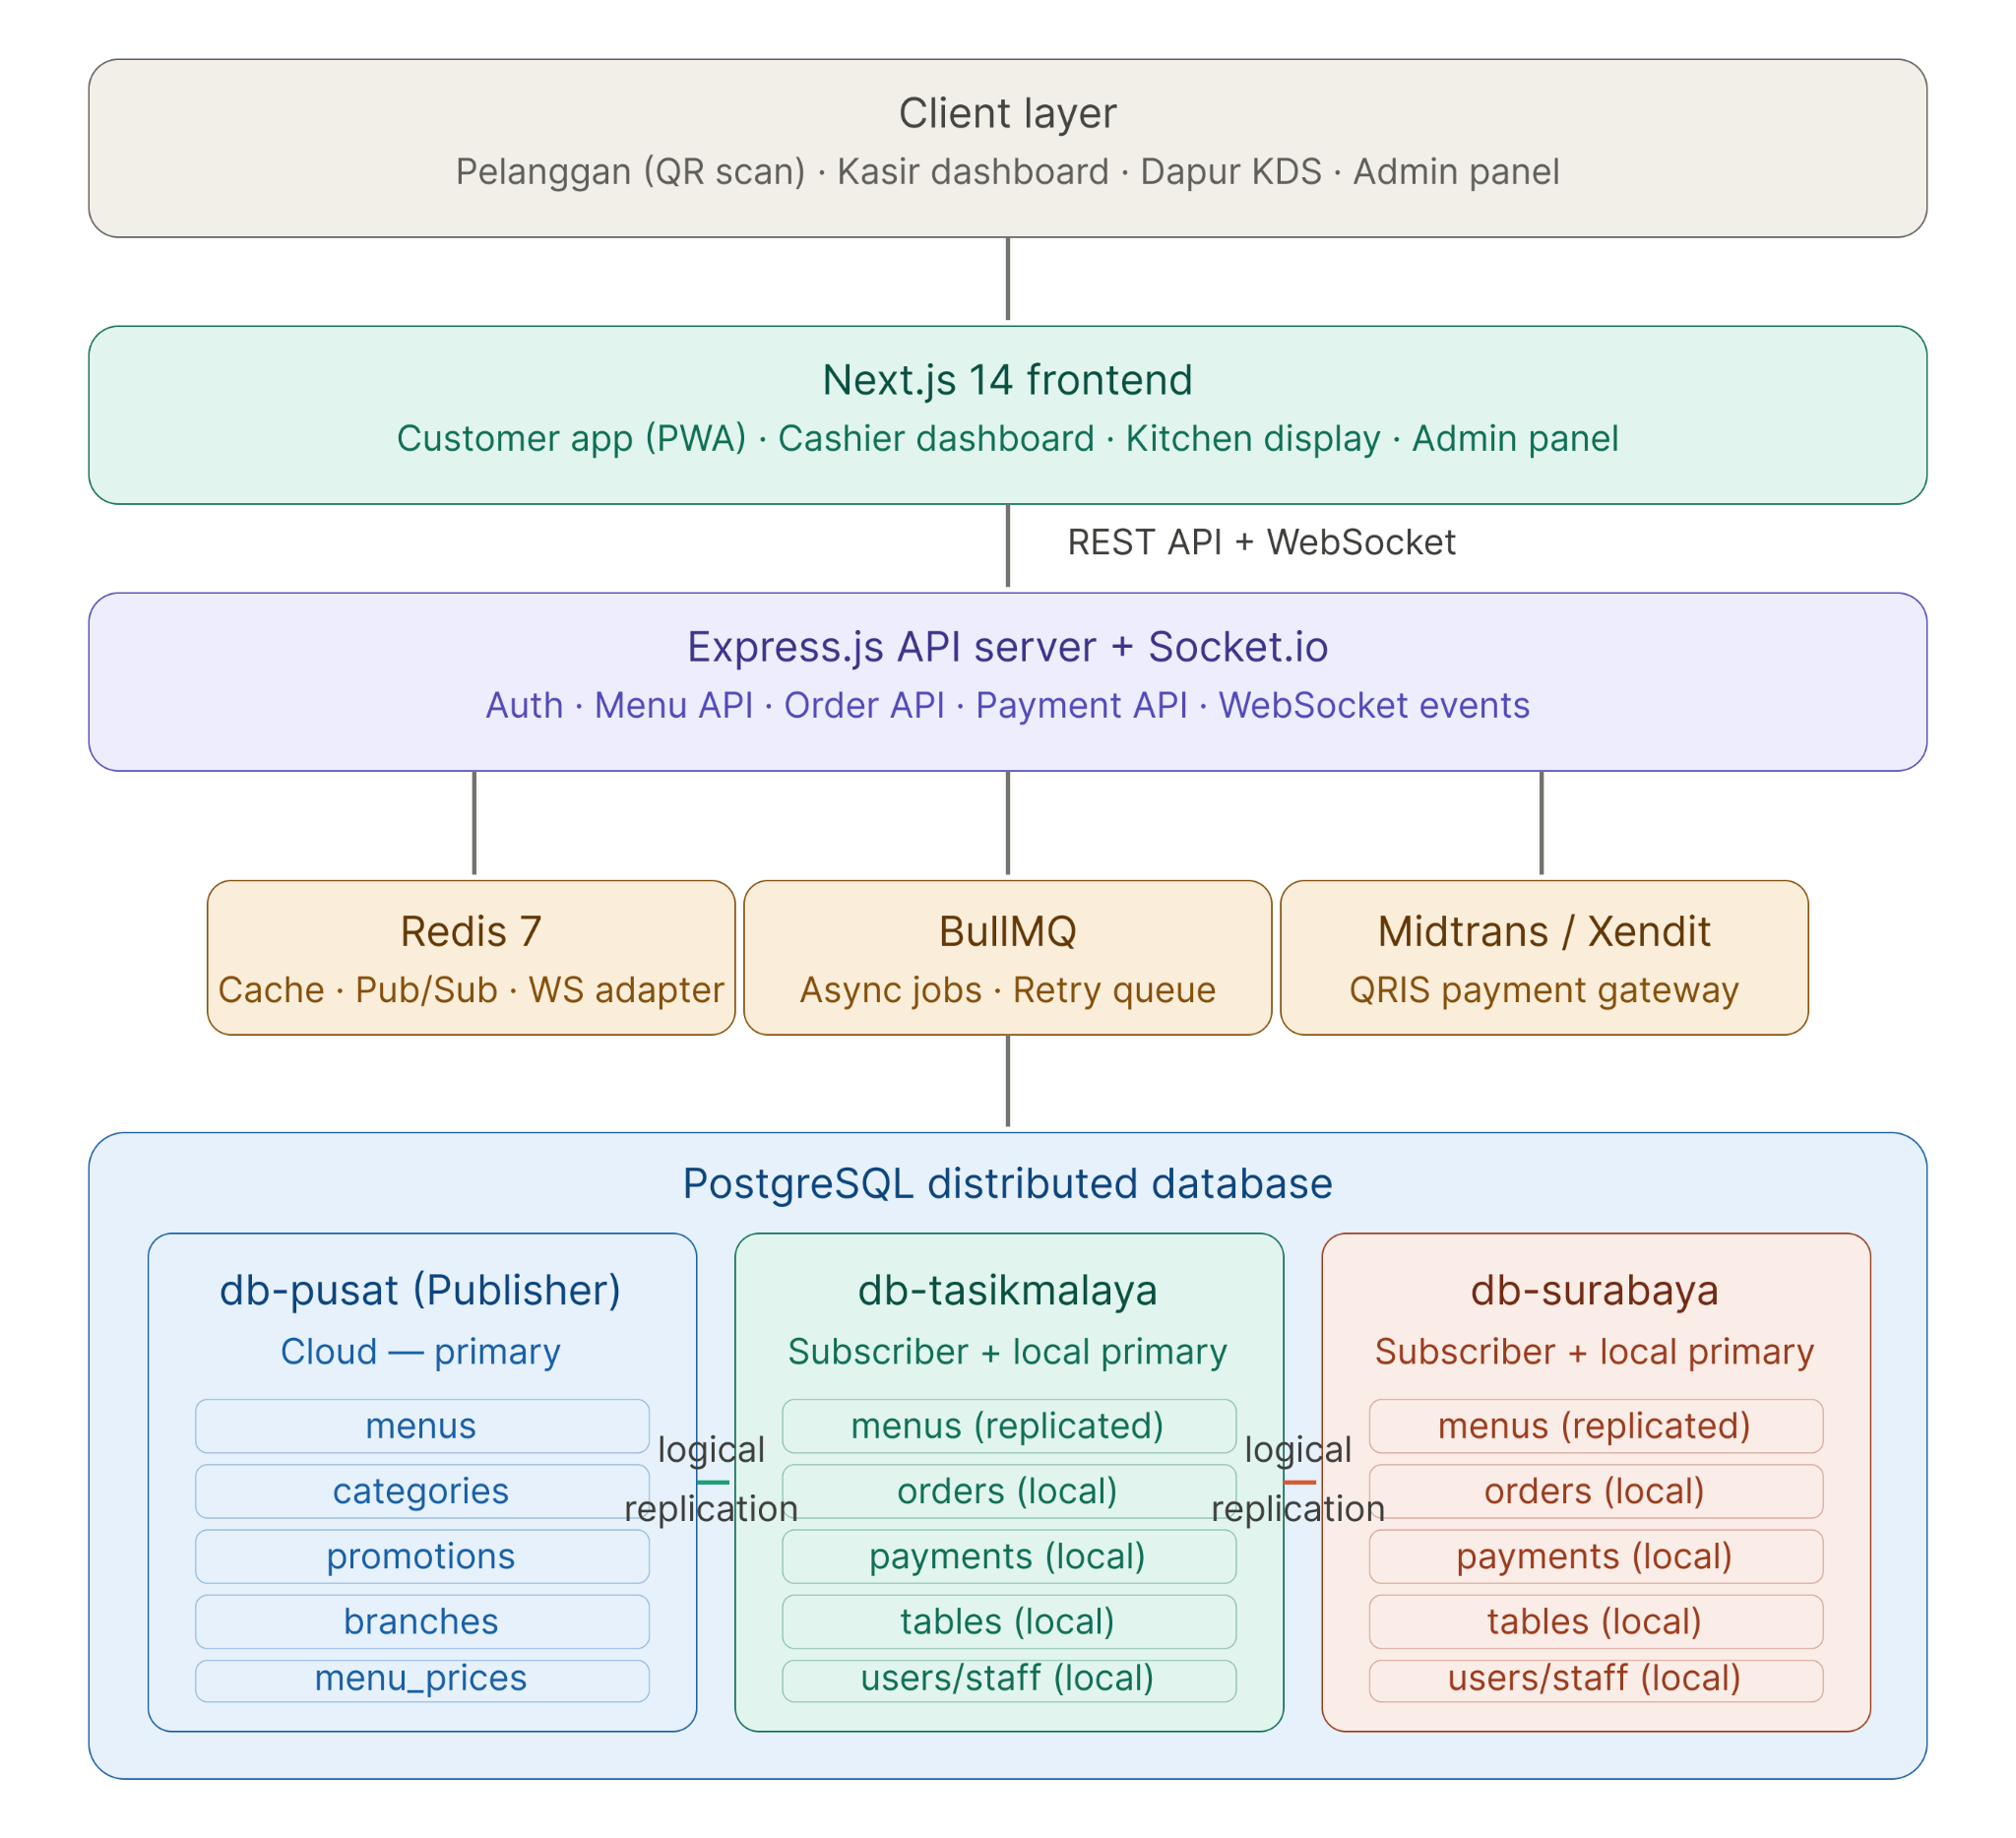 Client layer
Pelanggan (QR scan) · Kasir dashboard · Dapur KDS · Admin panel
Next.js 14 frontend
Customer app (PWA) · Cashier dashboard · Kitchen display · Admin panel
REST API + WebSocket
Express.js API server + Socket.io
Auth · Menu API · Order API · Payment API · WebSocket events
Redis 7
Cache · Pub/Sub · WS adapter
BullMQ
Async jobs · Retry queue
Midtrans / Xendit
QRIS payment gateway
PostgreSQL distributed database
db-pusat (Publisher)
Cloud — primary
menus
categories
promotions
branches
menu_prices
logical
replication
db-tasikmalaya
Subscriber + local primary
menus (replicated)
orders (local)
payments (local)
tables (local)
users/staff (local)
logical
replication
db-surabaya
Subscriber + local primary
menus (replicated)
orders (local)
payments (local)
tables (local)
users/staff (local)